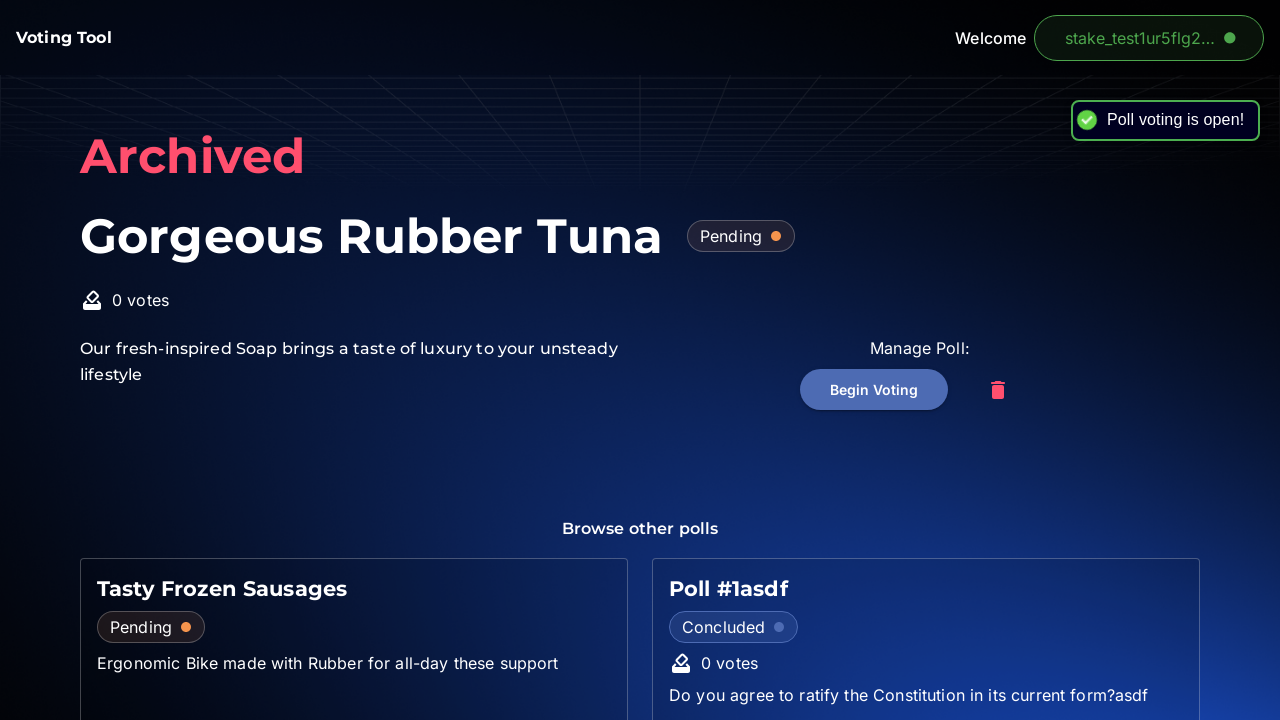 Voting Tool
Welcome
stake_test1ur5flg2...
Poll voting is open!
Archived
Gorgeous Rubber Tuna
Pending
0 votes
Our fresh-inspired Soap brings a taste of luxury to your unsteady
lifestyle
Manage Poll:
Begin Voting
Browse other polls
Tasty Frozen Sausages
Pending
Ergonomic Bike made with Rubber for all-day these support
Poll #1asdf
Concluded
0 votes
Do you agree to ratify the Constitution in its current form?asdf